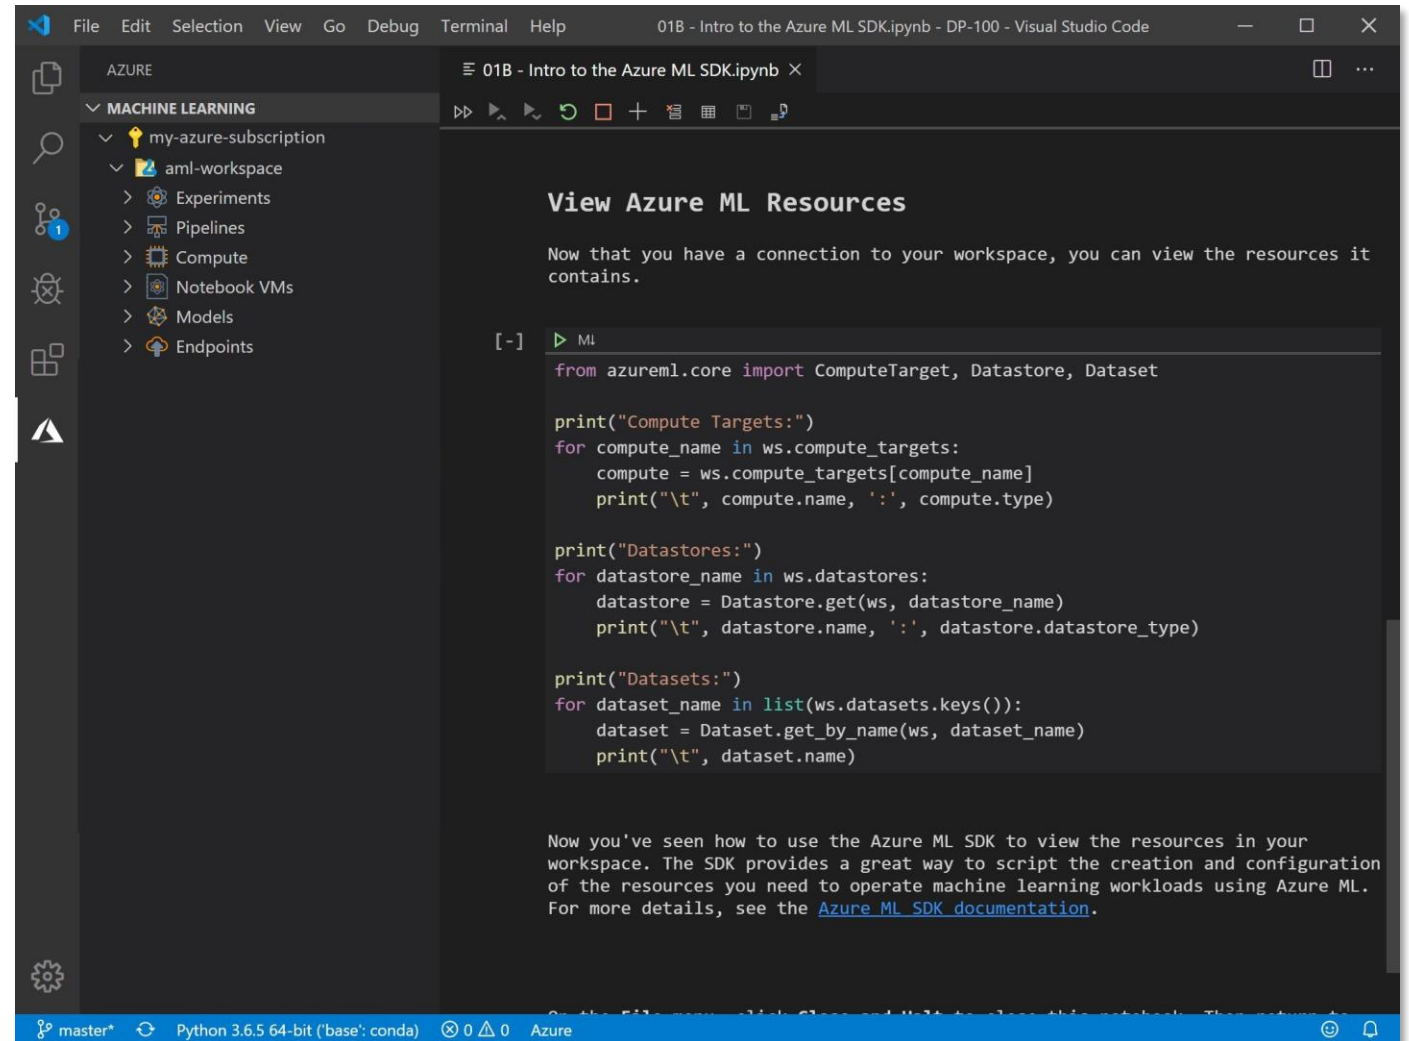 File Edit Selection View Go Debug Terminal Help 01B - Intro to the Azure ML SDK.ipynb - DP-100 - Visual Studio Code
AZURE
MACHINE LEARNING
my-azure-subscription
aml-workspace
Experiments
Pipelines
Compute
Notebook VMs
Models
Endpoints
1
01B - Intro to the Azure ML SDK.ipynb
View Azure ML Resources
Now that you have a connection to your workspace, you can view the resources it
contains.
[-]
M↓
from azureml.core import ComputeTarget, Datastore, Dataset
print("Compute Targets:")
for compute_name in ws.compute_targets:
    compute = ws.compute_targets[compute_name]
    print("\t", compute.name, ':', compute.type)
print("Datastores:")
for datastore_name in ws.datastores:
    datastore = Datastore.get(ws, datastore_name)
    print("\t", datastore.name, ':', datastore.datastore_type)
print("Datasets:")
for dataset_name in list(ws.datasets.keys()):
    dataset = Dataset.get_by_name(ws, dataset_name)
    print("\t", dataset.name)
Now you've seen how to use the Azure ML SDK to view the resources in your
workspace. The SDK provides a great way to script the creation and configuration
of the resources you need to operate machine learning workloads using Azure ML.
For more details, see the Azure ML SDK documentation.
master* Python 3.6.5 64-bit ('base': conda) 0 0 Azure